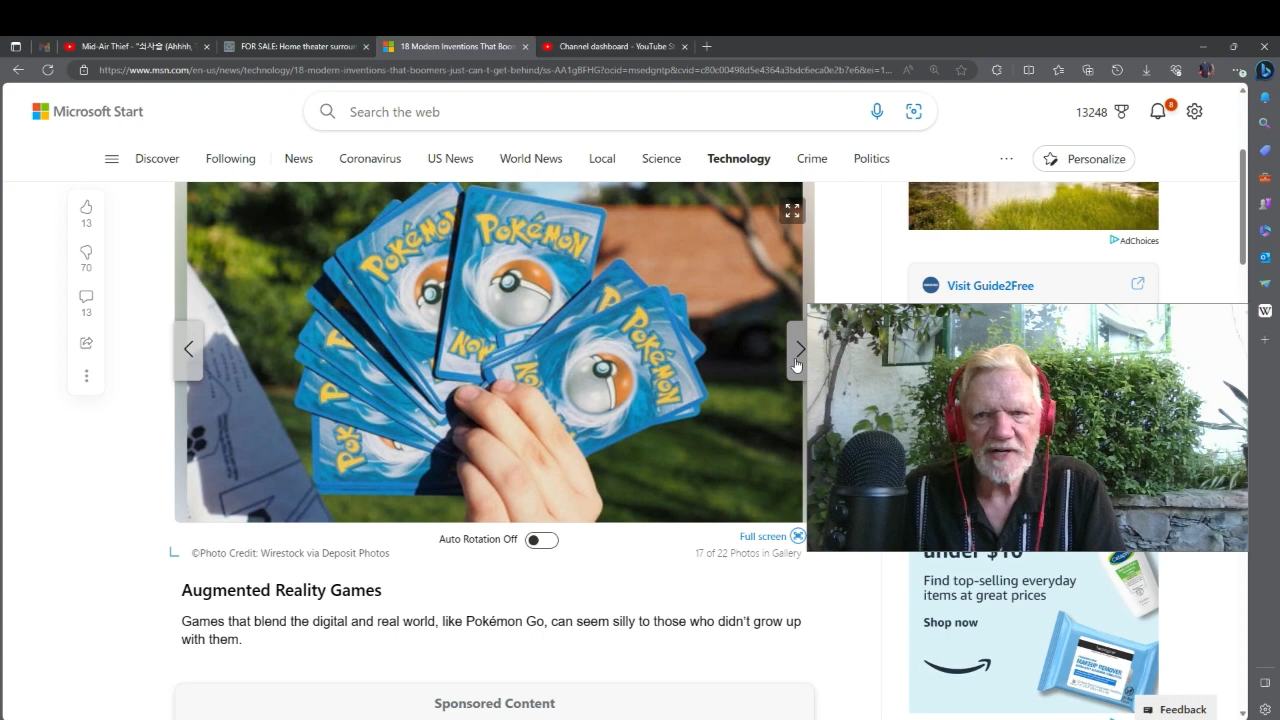 Mid-Air Thief - "쇠사슬 (Ahhhh,
FOR SALE: Home theater surroun
18 Modern Inventions That Boom
Channel dashboard - YouTube St
https://www.msn.com/en-us/news/technology/18-modern-inventions-that-boomers-just-can-t-get-behind/ss-AA1gBFHG?ocid=msedgntp&cvid=c80c00498d5e4364a3bdc6eca0e2b7e6&ei=1...
Microsoft Start
Search the web
13248
8
Discover
Following
News
Coronavirus
US News
World News
Local
Science
Technology
Crime
Politics
Personalize
13
70
13
Pokémon
Pokémon
Pokémon
AdChoices
Visit Guide2Free
Auto Rotation Off
Full screen
©Photo Credit: Wirestock via Deposit Photos
17 of 22 Photos in Gallery
Augmented Reality Games
Games that blend the digital and real world, like Pokémon Go, can seem silly to those who didn't grow up
with them.
Sponsored Content
under $10
Find top-selling everyday
items at great prices
Shop now
Feedback